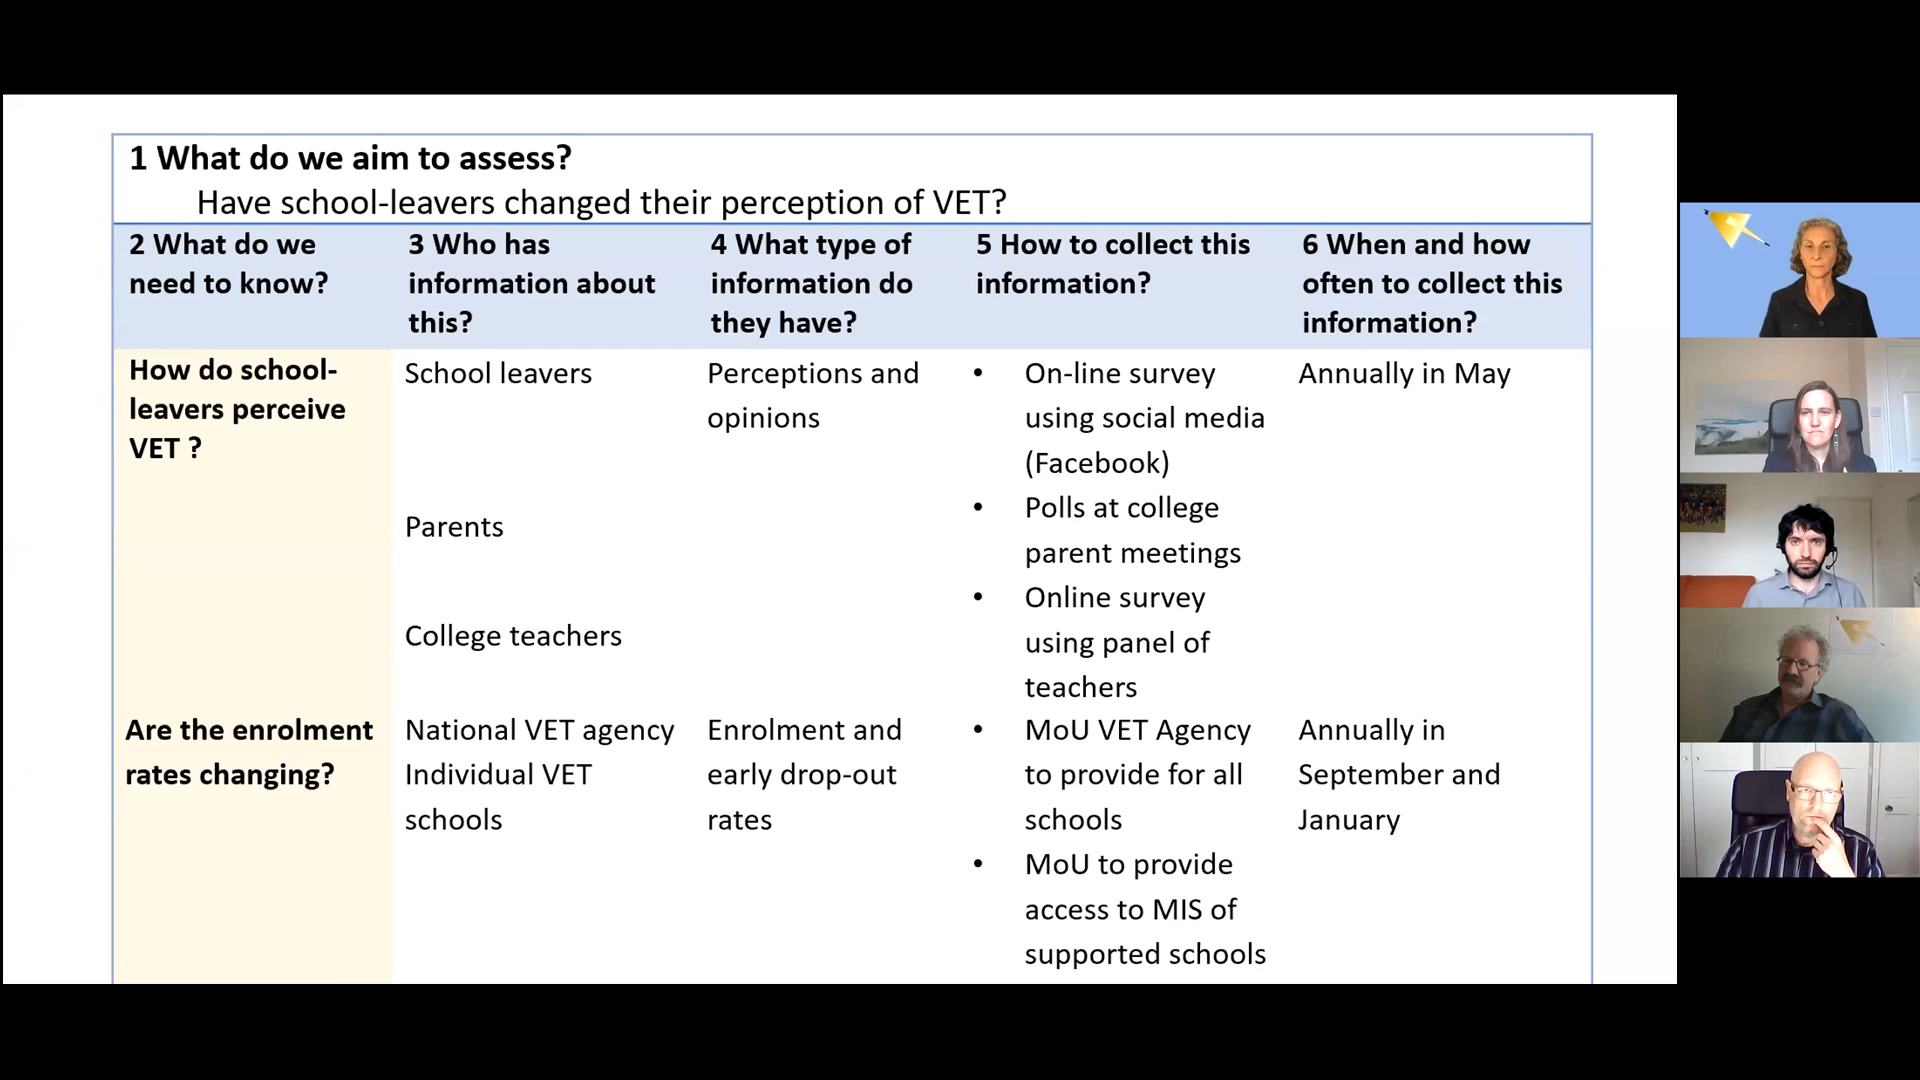 1 What do we aim to assess?
Have school-leavers changed their perception of VET?
2 What do we
need to know?
3 Who has
information about
this?
4 What type of
information do
they have?
5 How to collect this
information?
6 When and how
often to collect this
information?
How do school-
leavers perceive
VET ?
School leavers
Parents
College teachers
Perceptions and
opinions
• On-line survey
using social media
(Facebook)
• Polls at college
parent meetings
• Online survey
using panel of
teachers
Annually in May
Are the enrolment
rates changing?
National VET agency
Individual VET
schools
Enrolment and
early drop-out
rates
• MoU VET Agency
to provide for all
schools
• MoU to provide
access to MIS of
supported schools
Annually in
September and
January